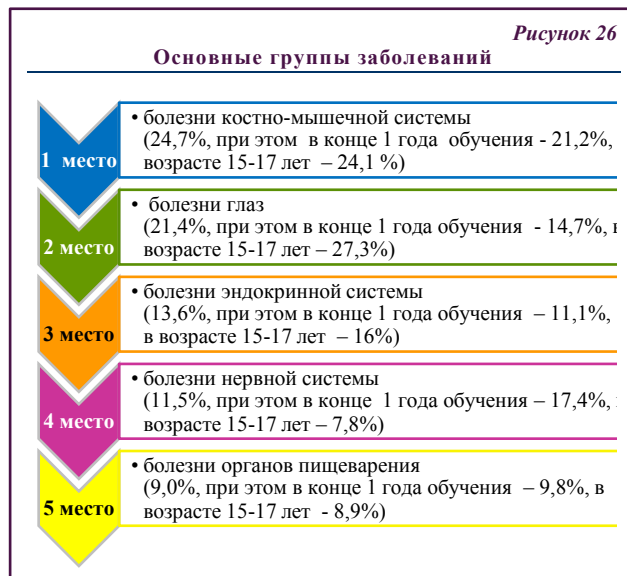 Рисунок 26
Основные группы заболеваний
1 место
• болезни костно-мышечной системы
(24,7%, при этом в конце 1 года обучения - 21,2%,
возрасте 15-17 лет – 24,1 %)
2 место
• болезни глаз
(21,4%, при этом в конце 1 года обучения - 14,7%, в
возрасте 15-17 лет – 27,3%)
3 место
• болезни эндокринной системы
(13,6%, при этом в конце 1 года обучения – 11,1%,
в возрасте 15-17 лет – 16%)
4 место
• болезни нервной системы
(11,5%, при этом в конце 1 года обучения – 17,4%,
возрасте 15-17 лет – 7,8%)
5 место
• болезни органов пищеварения
(9,0%, при этом в конце 1 года обучения – 9,8%, в
возрасте 15-17 лет - 8,9%)